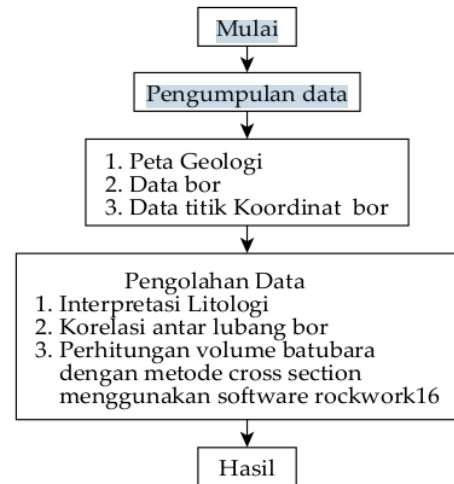 Mulai
Pengumpulan data
1. Peta Geologi
2. Data bor
3. Data titik Koordinat bor
Pengolahan Data
1. Interpretasi Litologi
2. Korelasi antar lubang bor
3. Perhitungan volume batubara
dengan metode cross section
menggunakan software rockwork16
Hasil